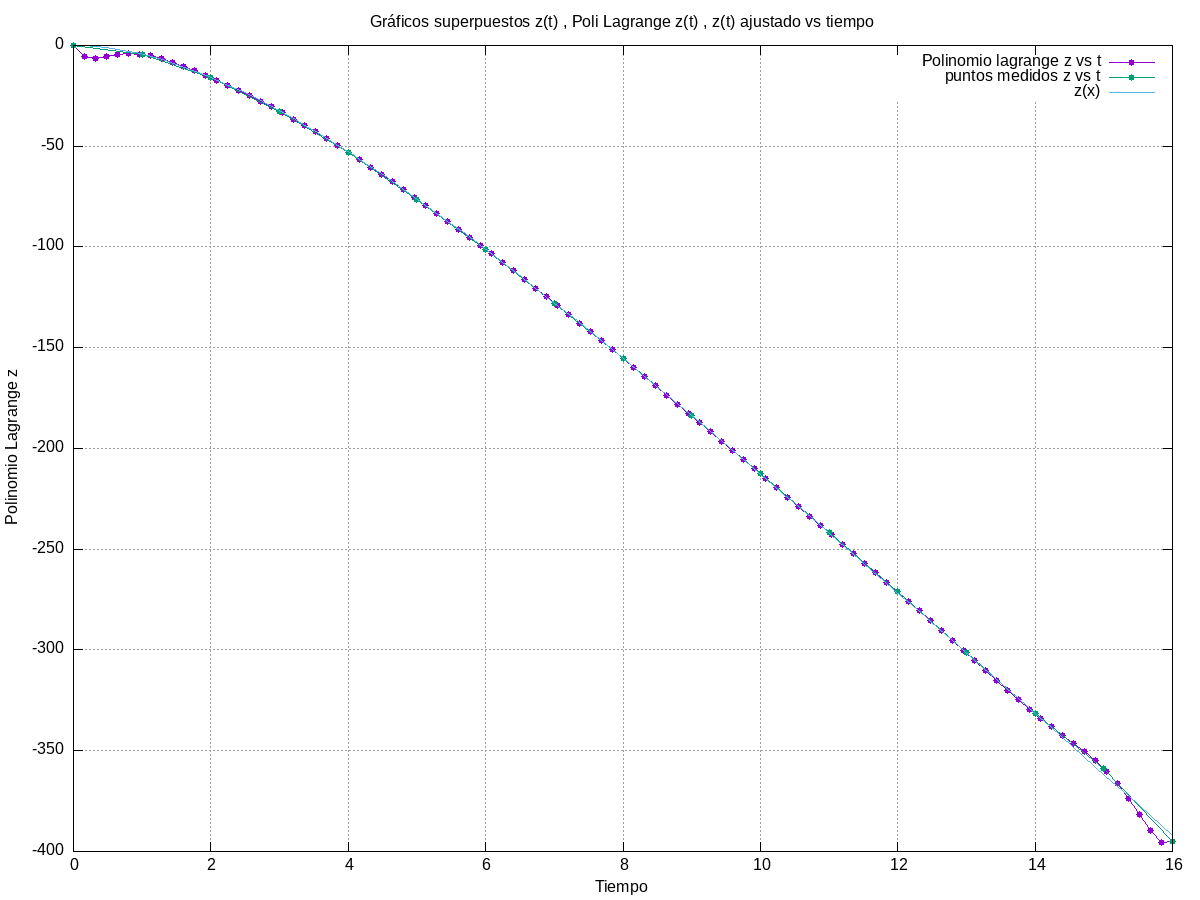 Gráficos superpuestos z(t) , Poli Lagrange z(t) , z(t) ajustado vs tiempo
Polinomio lagrange z vs t
puntos medidos z vs t
z(x)
Polinomio Lagrange z
0
-50
-100
-150
-200
-250
-300
-350
-400
0 2 4 6 8 10 12 14 16
Tiempo